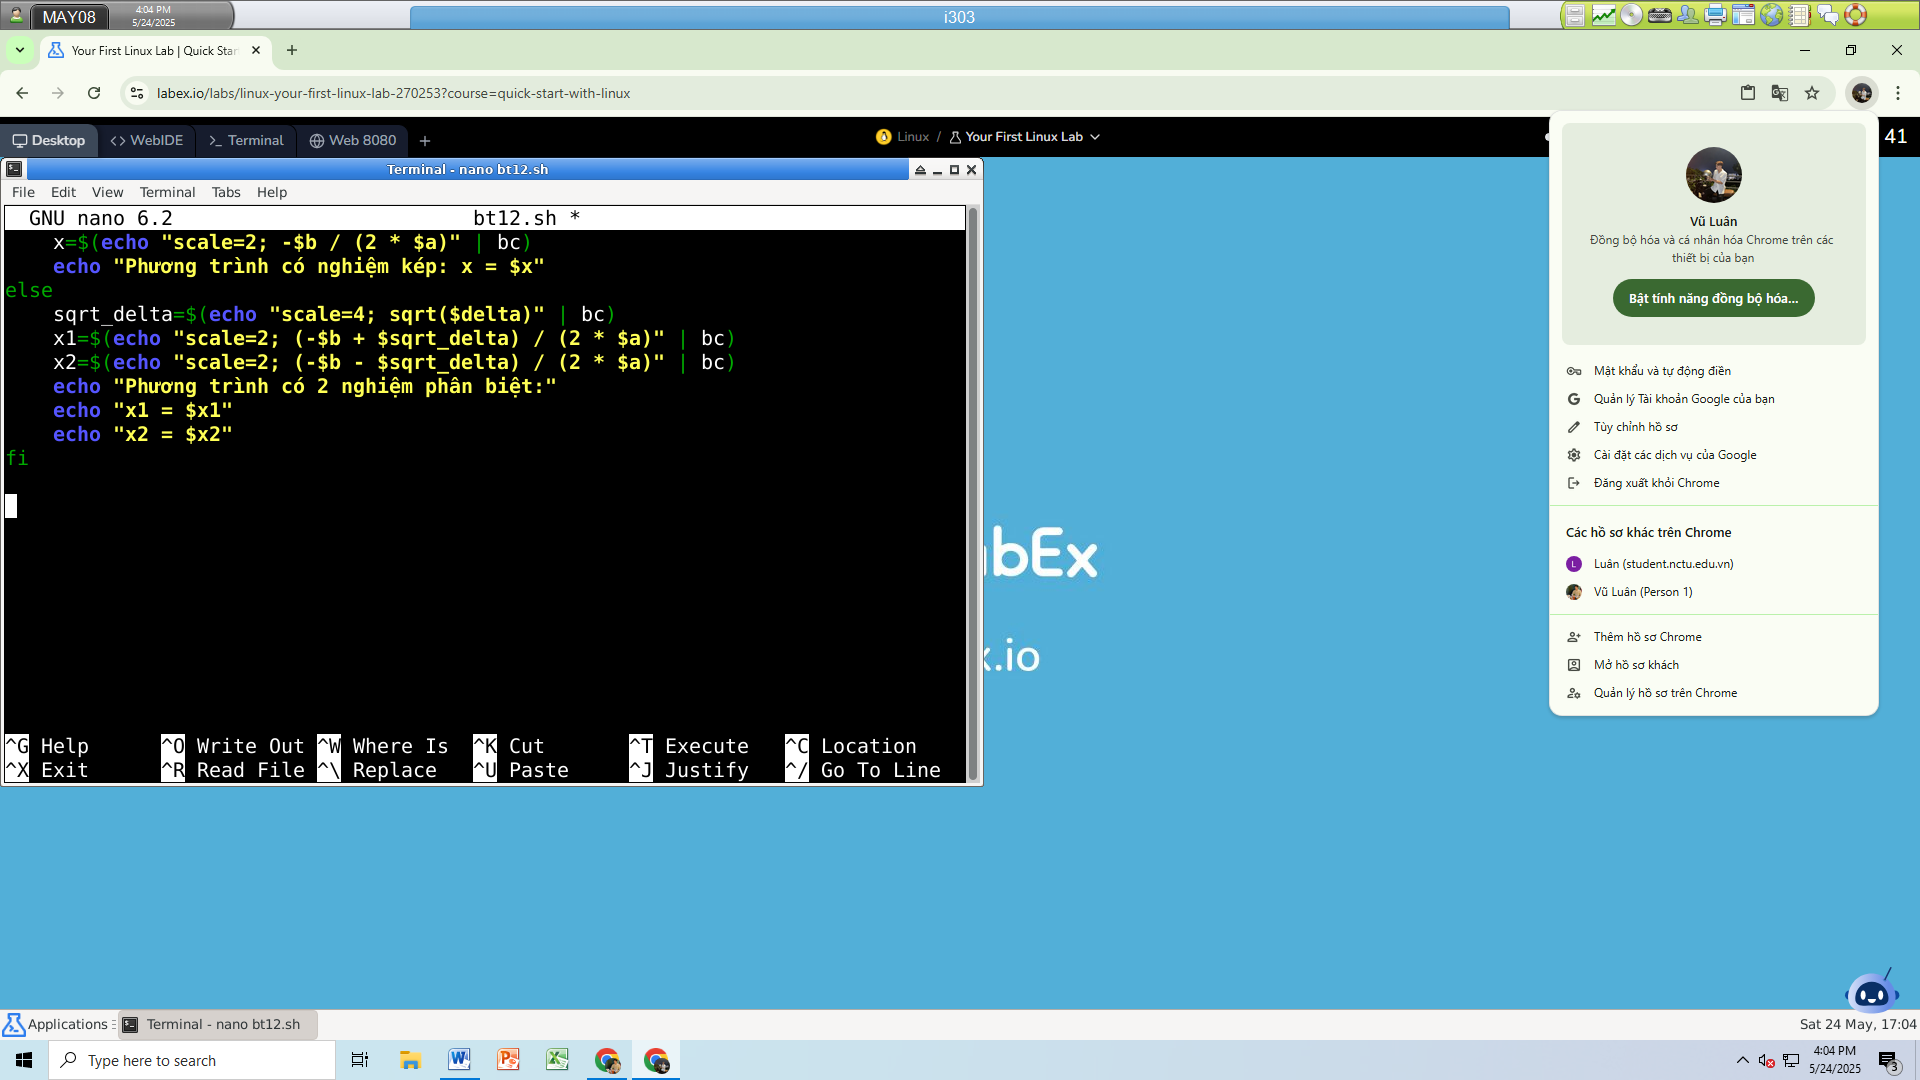 MAY08
4:04 PM
5/24/2025
i303
Your First Linux Lab | Quick Star
labex.io/labs/linux-your-first-linux-lab-270253?course=quick-start-with-linux
Desktop
WebIDE
Terminal
Web 8080
Linux / Your First Linux Lab
41
Terminal - nano bt12.sh
File Edit View Terminal Tabs Help
GNU nano 6.2 bt12.sh *
x=$(echo "scale=2; -$b / (2 * $a)" | bc)
echo "Phương trình có nghiệm kép: x = $x"
else
sqrt_delta=$(echo "scale=4; sqrt($delta)" | bc)
x1=$(echo "scale=2; (-$b + $sqrt_delta) / (2 * $a)" | bc)
x2=$(echo "scale=2; (-$b - $sqrt_delta) / (2 * $a)" | bc)
echo "Phương trình có 2 nghiệm phân biệt:"
echo "x1 = $x1"
echo "x2 = $x2"
fi
^G Help ^O Write Out ^W Where Is ^K Cut ^T Execute ^C Location
^X Exit ^R Read File ^\ Replace ^U Paste ^J Justify ^/ Go To Line
abEx
x.io
Vũ Luân
Đồng bộ hóa và cá nhân hóa Chrome trên các
thiết bị của bạn
Bật tính năng đồng bộ hóa...
Mật khẩu và tự động điền
Quản lý Tài khoản Google của bạn
Tùy chỉnh hồ sơ
Cài đặt các dịch vụ của Google
Đăng xuất khỏi Chrome
Các hồ sơ khác trên Chrome
L Luân (student.nctu.edu.vn)
Vũ Luân (Person 1)
Thêm hồ sơ Chrome
Mở hồ sơ khách
Quản lý hồ sơ trên Chrome
Applications
Terminal - nano bt12.sh
Sat 24 May, 17:04
Type here to search
4:04 PM
5/24/2025
3